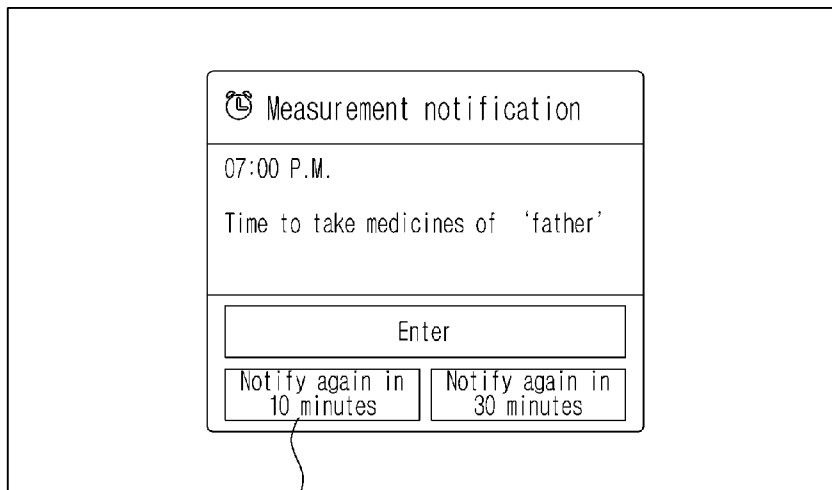 Measurement notification
07:00 P.M.
Time to take medicines of ‘father’
Enter
Notify again in
10 minutes
Notify again in
30 minutes